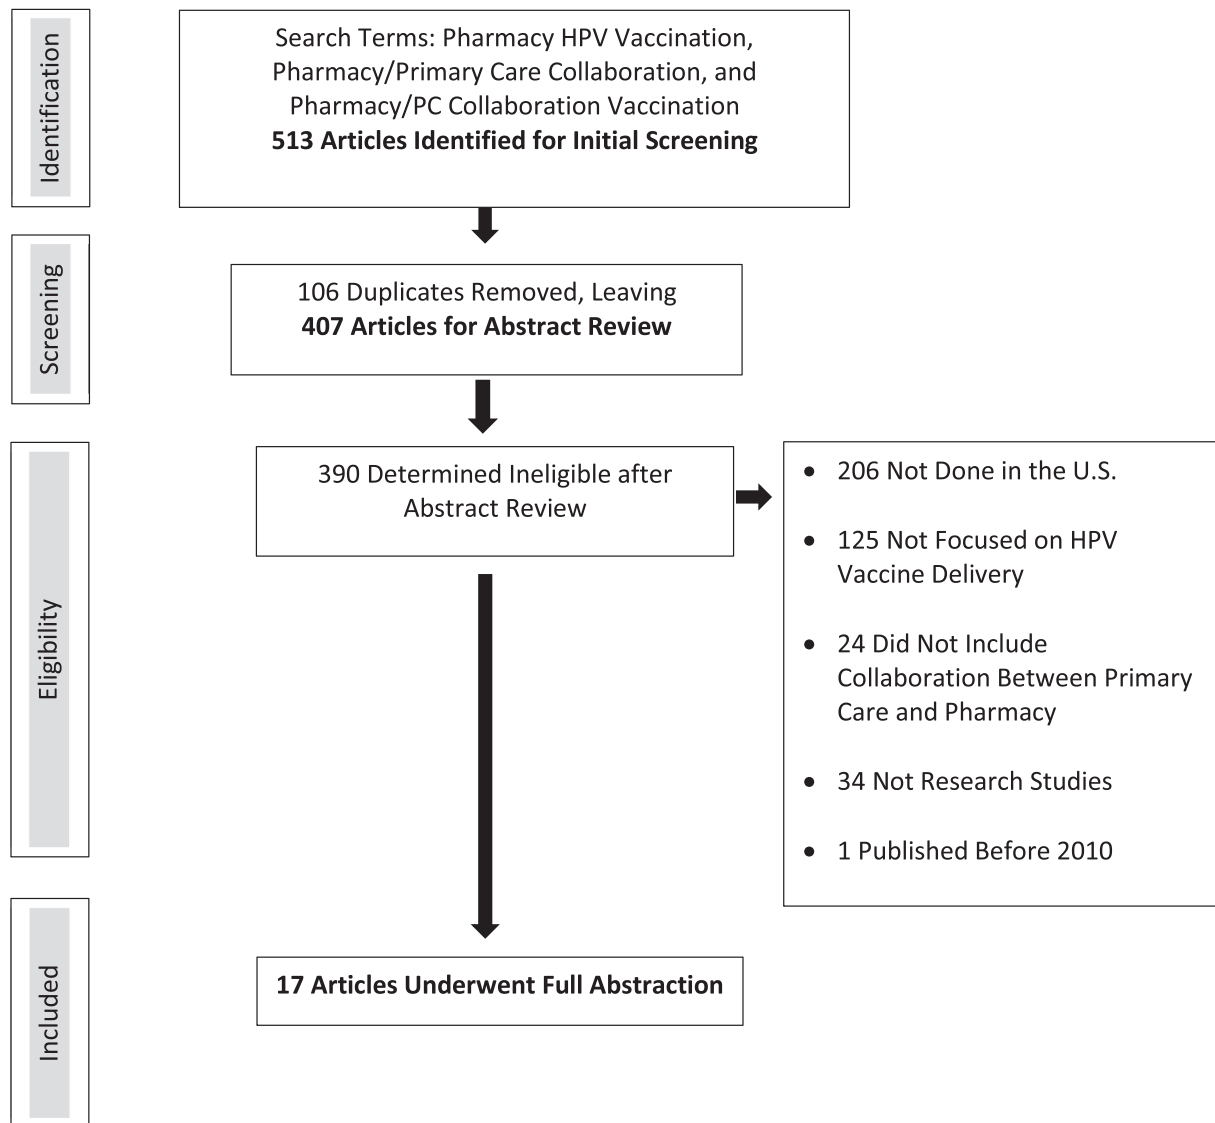 Identification
Search Terms: Pharmacy HPV Vaccination,
Pharmacy/Primary Care Collaboration, and
Pharmacy/PC Collaboration Vaccination
513 Articles Identified for Initial Screening
Screening
106 Duplicates Removed, Leaving
407 Articles for Abstract Review
Eligibility
390 Determined Ineligible after
Abstract Review
• 206 Not Done in the U.S.
• 125 Not Focused on HPV
Vaccine Delivery
• 24 Did Not Include
Collaboration Between Primary
Care and Pharmacy
• 34 Not Research Studies
• 1 Published Before 2010
Included
17 Articles Underwent Full Abstraction